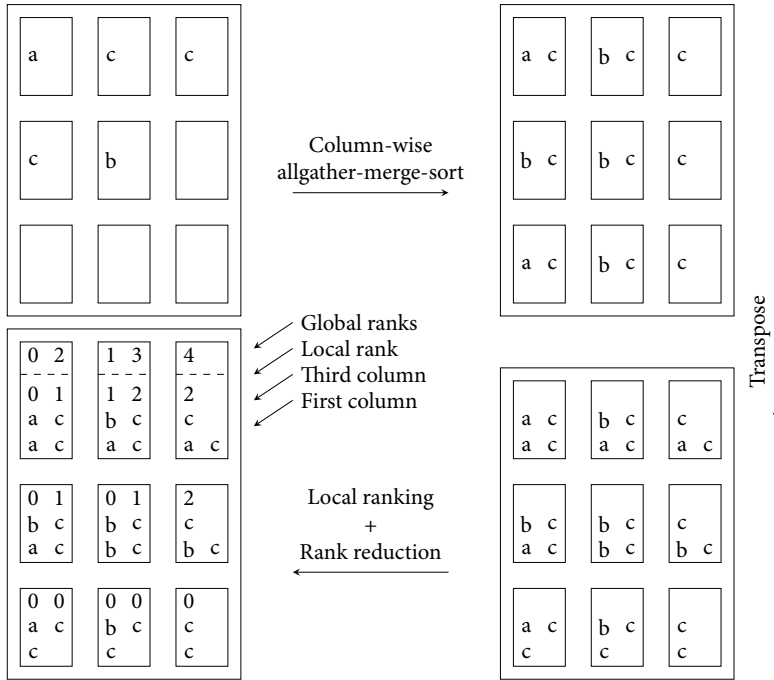 a c c
c b
Column-wise
allgather-merge-sort
a c b c c
b c b c c
a c b c c
Transpose
Global ranks
Local rank
Third column
First column
0 2 1 3 4
0 1 1 2 2
a c b c c
a c a c a c
0 1 0 1 2
b c b c c
a c b c b c
0 0 0 0 0
a c b c c
c c c
Local ranking
+
Rank reduction
a c b c c
a c a c a c
b c b c c
a c b c b c
a c b c c
c c c